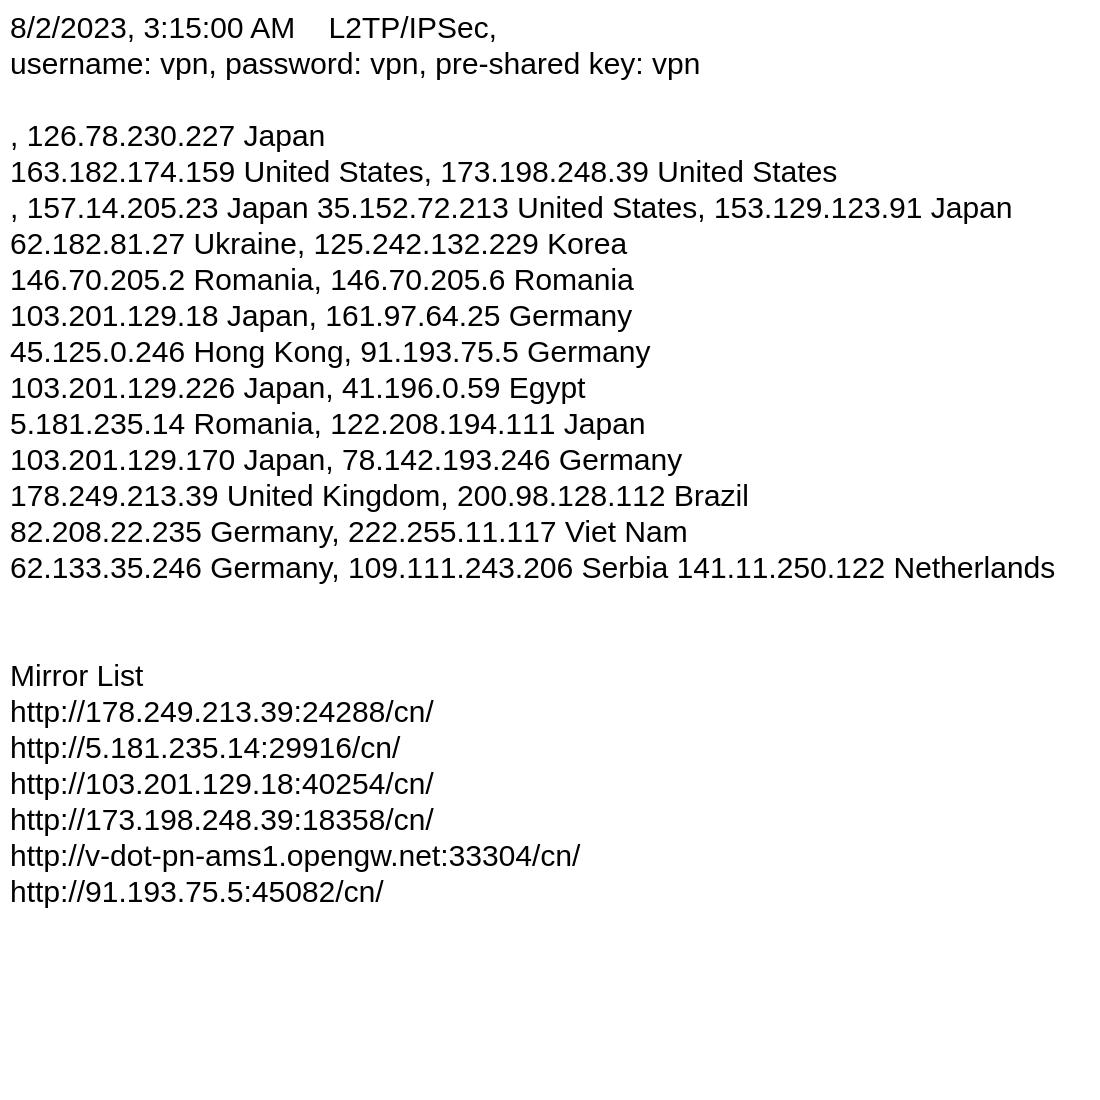 8/2/2023, 3:15:00 AM    L2TP/IPSec,
username: vpn, password: vpn, pre-shared key: vpn
, 126.78.230.227 Japan
163.182.174.159 United States, 173.198.248.39 United States
, 157.14.205.23 Japan 35.152.72.213 United States, 153.129.123.91 Japan
62.182.81.27 Ukraine, 125.242.132.229 Korea
146.70.205.2 Romania, 146.70.205.6 Romania
103.201.129.18 Japan, 161.97.64.25 Germany
45.125.0.246 Hong Kong, 91.193.75.5 Germany
103.201.129.226 Japan, 41.196.0.59 Egypt
5.181.235.14 Romania, 122.208.194.111 Japan
103.201.129.170 Japan, 78.142.193.246 Germany
178.249.213.39 United Kingdom, 200.98.128.112 Brazil
82.208.22.235 Germany, 222.255.11.117 Viet Nam
62.133.35.246 Germany, 109.111.243.206 Serbia 141.11.250.122 Netherlands
Mirror List
http://178.249.213.39:24288/cn/
http://5.181.235.14:29916/cn/
http://103.201.129.18:40254/cn/
http://173.198.248.39:18358/cn/
http://v-dot-pn-ams1.opengw.net:33304/cn/
http://91.193.75.5:45082/cn/